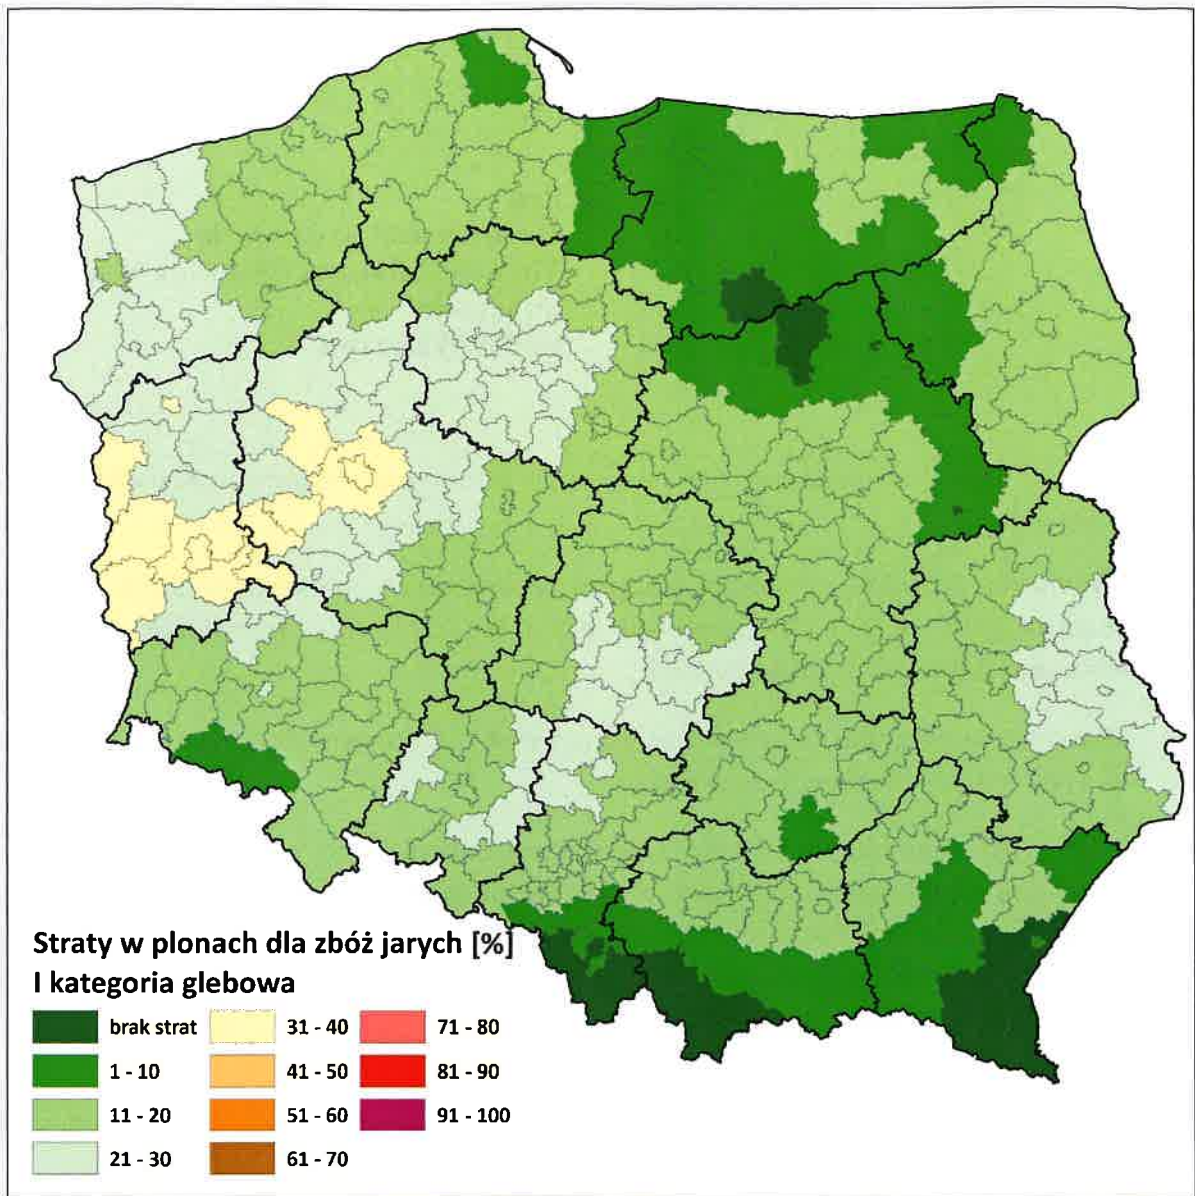 Straty w plonach dla zbóż jarych [%]
I kategoria glebowa
brak strat
1 - 10
11 - 20
21 - 30
31 - 40
41 - 50
51 - 60
61 - 70
71 - 80
81 - 90
91 - 100